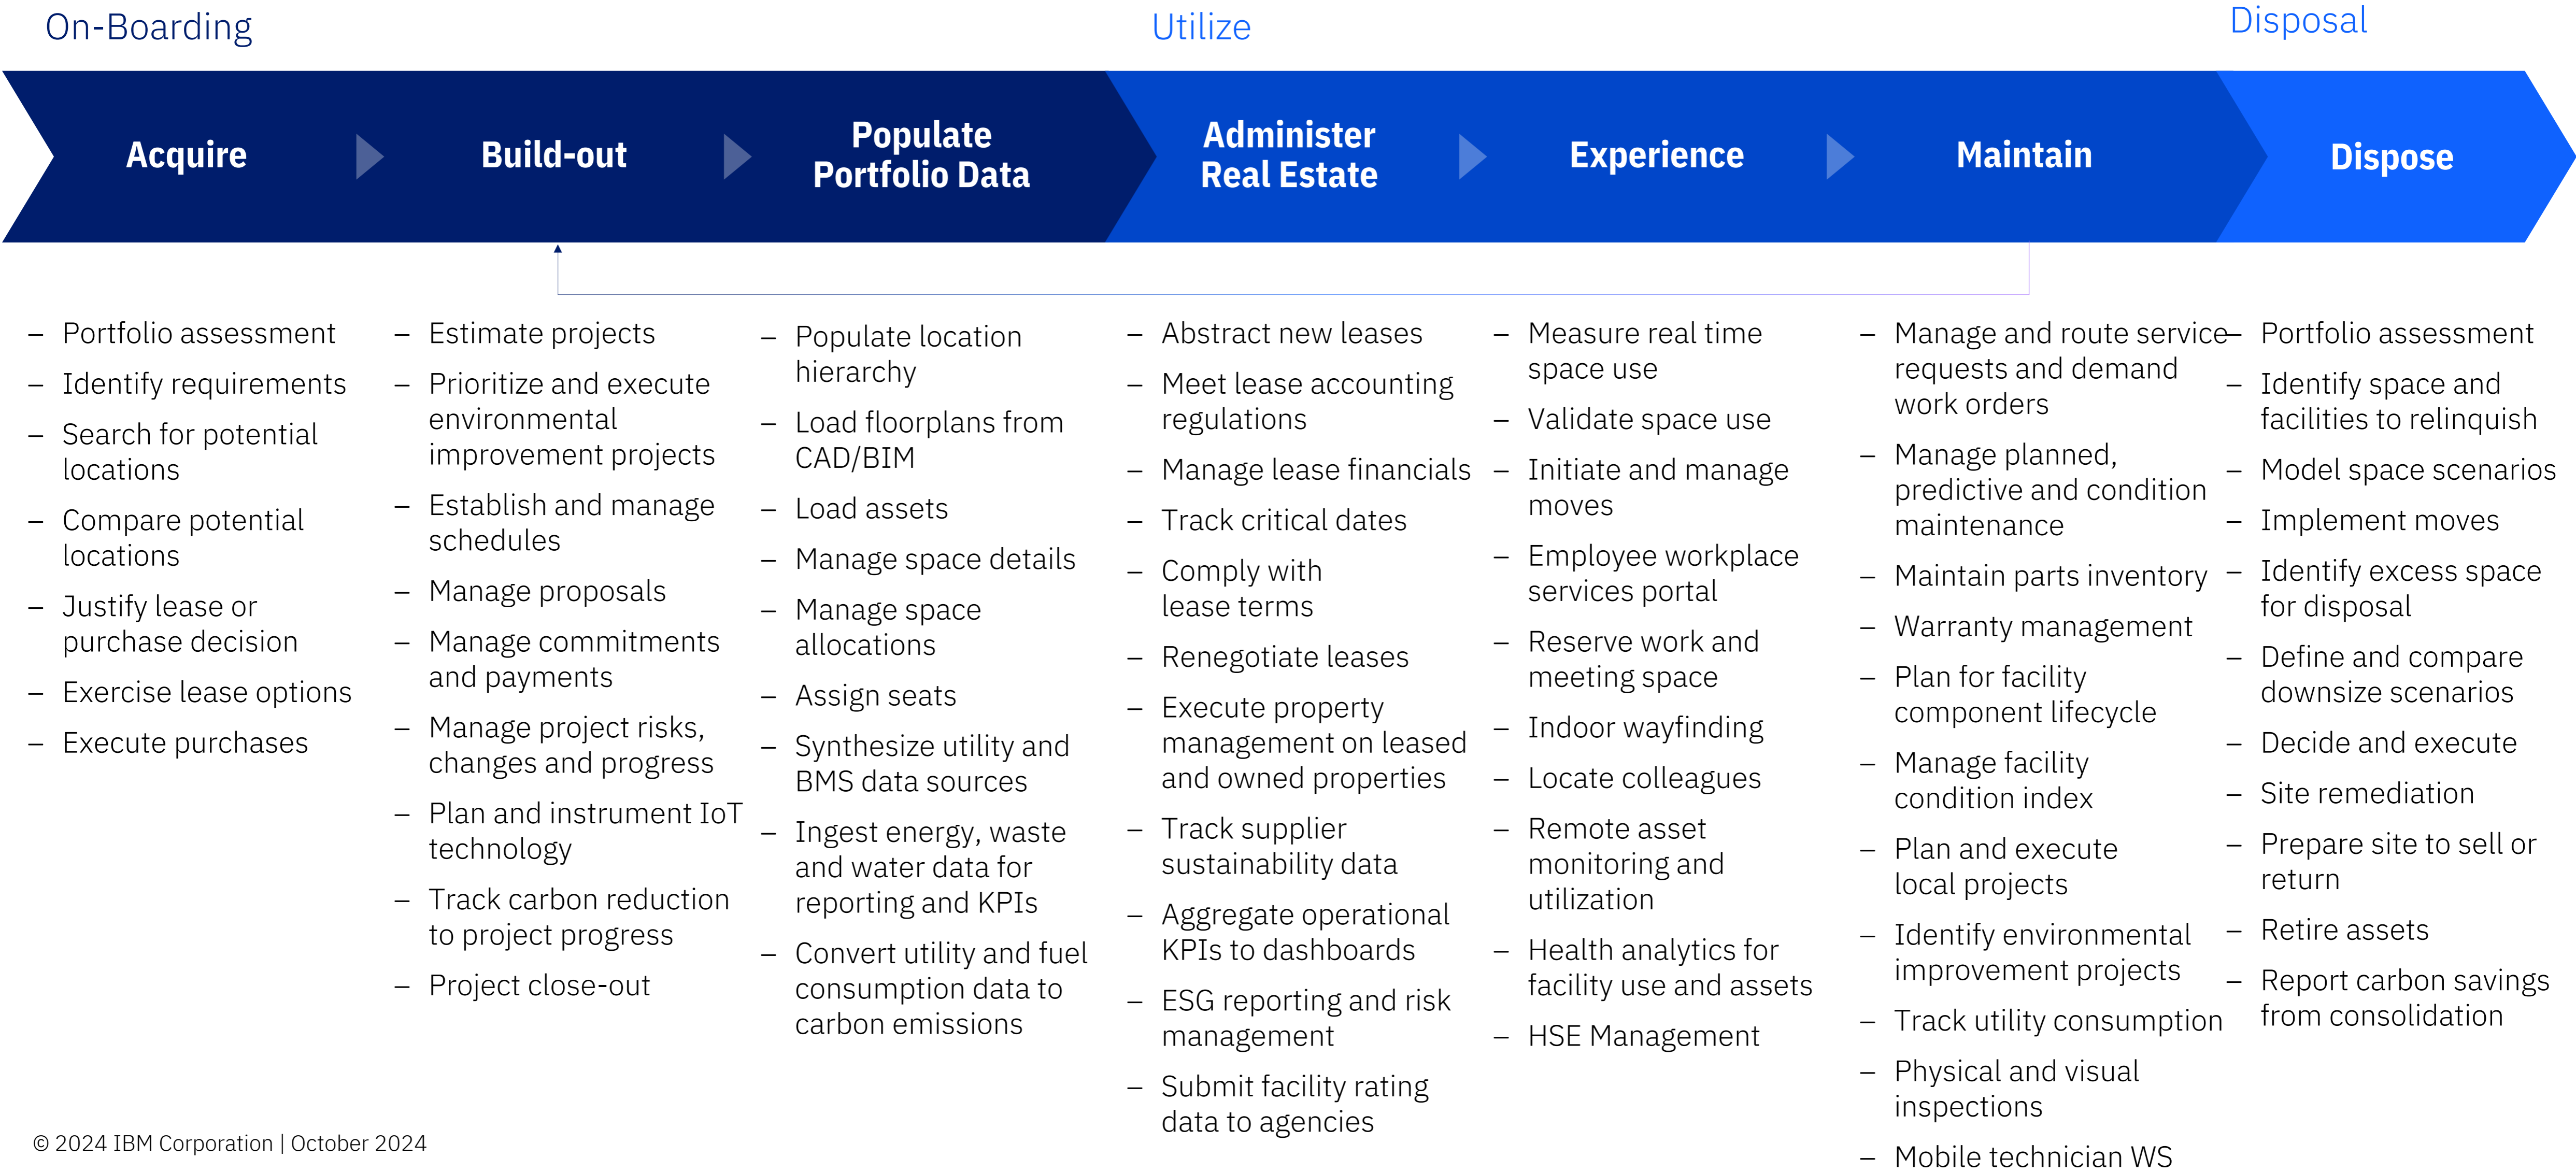 On-Boarding
Utilize
Disposal
Acquire
Build-out
Populate
Portfolio Data
Administer
Real Estate
Experience
Maintain
Dispose
– Portfolio assessment
– Identify requirements
– Search for potential
locations
– Compare potential
locations
– Justify lease or
purchase decision
– Exercise lease options
– Execute purchases
– Estimate projects
– Prioritize and execute
environmental
improvement projects
– Establish and manage
schedules
– Manage proposals
– Manage commitments
and payments
– Manage project risks,
changes and progress
– Plan and instrument IoT
technology
– Track carbon reduction
to project progress
– Project close-out
– Populate location
hierarchy
– Load floorplans from
CAD/BIM
– Load assets
– Manage space details
– Manage space
allocations
– Assign seats
– Synthesize utility and
BMS data sources
– Ingest energy, waste
and water data for
reporting and KPIs
– Convert utility and fuel
consumption data to
carbon emissions
– Abstract new leases
– Meet lease accounting
regulations
– Manage lease financials
– Track critical dates
– Comply with
lease terms
– Renegotiate leases
– Execute property
management on leased
and owned properties
– Track supplier
sustainability data
– Aggregate operational
KPIs to dashboards
– ESG reporting and risk
management
– Submit facility rating
data to agencies
– Measure real time
space use
– Validate space use
– Initiate and manage
moves
– Employee workplace
services portal
– Reserve work and
meeting space
– Indoor wayfinding
– Locate colleagues
– Remote asset
monitoring and
utilization
– Health analytics for
facility use and assets
– HSE Management
– Manage and route service
requests and demand
work orders
– Manage planned,
predictive and condition
maintenance
– Maintain parts inventory
– Warranty management
– Plan for facility
component lifecycle
– Manage facility
condition index
– Plan and execute
local projects
– Identify environmental
improvement projects
– Track utility consumption
– Physical and visual
inspections
– Mobile technician WS
– Portfolio assessment
– Identify space and
facilities to relinquish
– Model space scenarios
– Implement moves
– Identify excess space
for disposal
– Define and compare
downsize scenarios
– Decide and execute
– Site remediation
– Prepare site to sell or
return
– Retire assets
– Report carbon savings
from consolidation
© 2024 IBM Corporation | October 2024